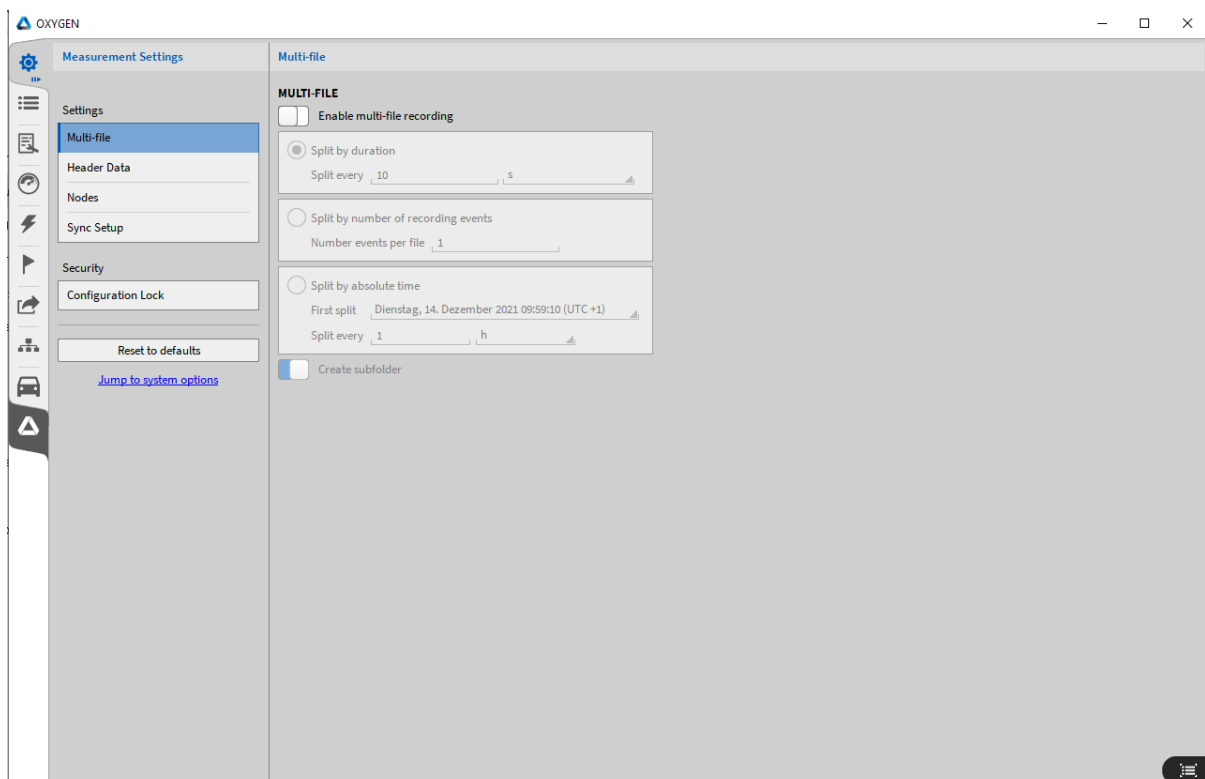 OXYGEN
Measurement Settings
Multi-file
Settings
Multi-file
Header Data
Nodes
Sync Setup
Security
Configuration Lock
Reset to defaults
Jump to system options
MULTI-FILE
Enable multi-file recording
Split by duration
Split every 10 s
Split by number of recording events
Number events per file 1
Split by absolute time
First split Dienstag, 14. Dezember 2021 09:59:10 (UTC +1)
Split every 1 h
Create subfolder